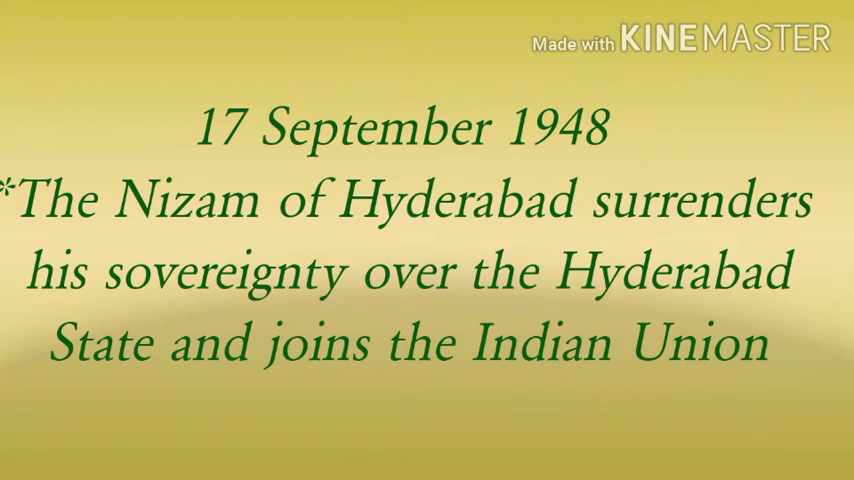 Made with KINEMASTER
17 September 1948
*The Nizam of Hyderabad surrenders
his sovereignty over the Hyderabad
State and joins the Indian Union